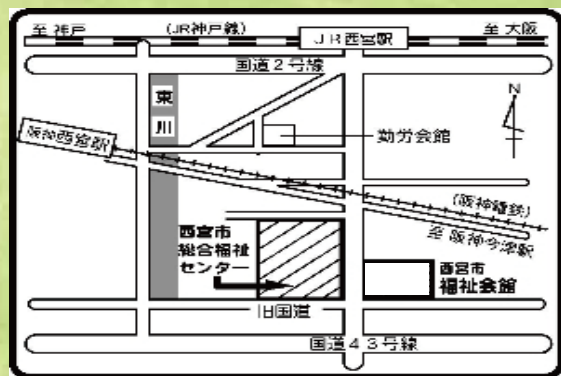 至 神戸
(JR神戸線)
JR西宮駅
至 大阪
国道2号線
東
川
N
阪神西宮駅
勤労会館
(阪神電鉄)
至 阪神今津駅
西宮市
総合福祉
センター
西宮市
福祉会館
旧国道
国道43号線